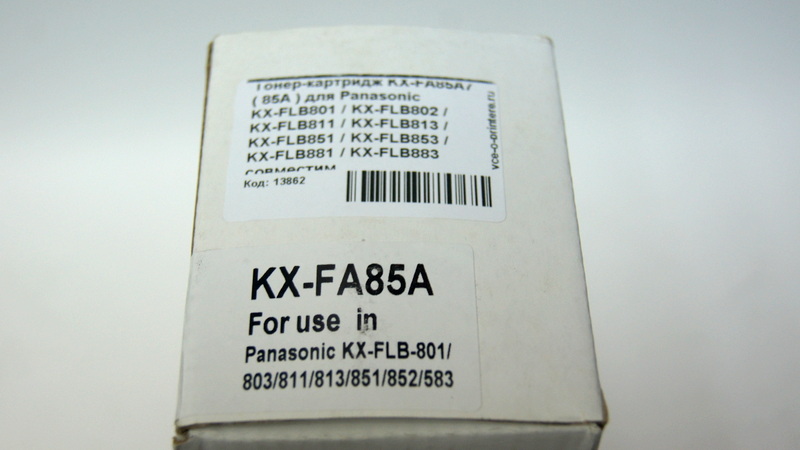 Тонер-картридж KX-FA85A7
( 85A ) для Panasonic
KX-FLB801 / KX-FLB802 /
KX-FLB811 / KX-FLB813 /
KX-FLB851 / KX-FLB853 /
KX-FLB881 / KX-FLB883
совместим
Код: 13862
vce-o-printere.ru
KX-FA85A
For use in
Panasonic KX-FLB-801/
803/811/813/851/852/583